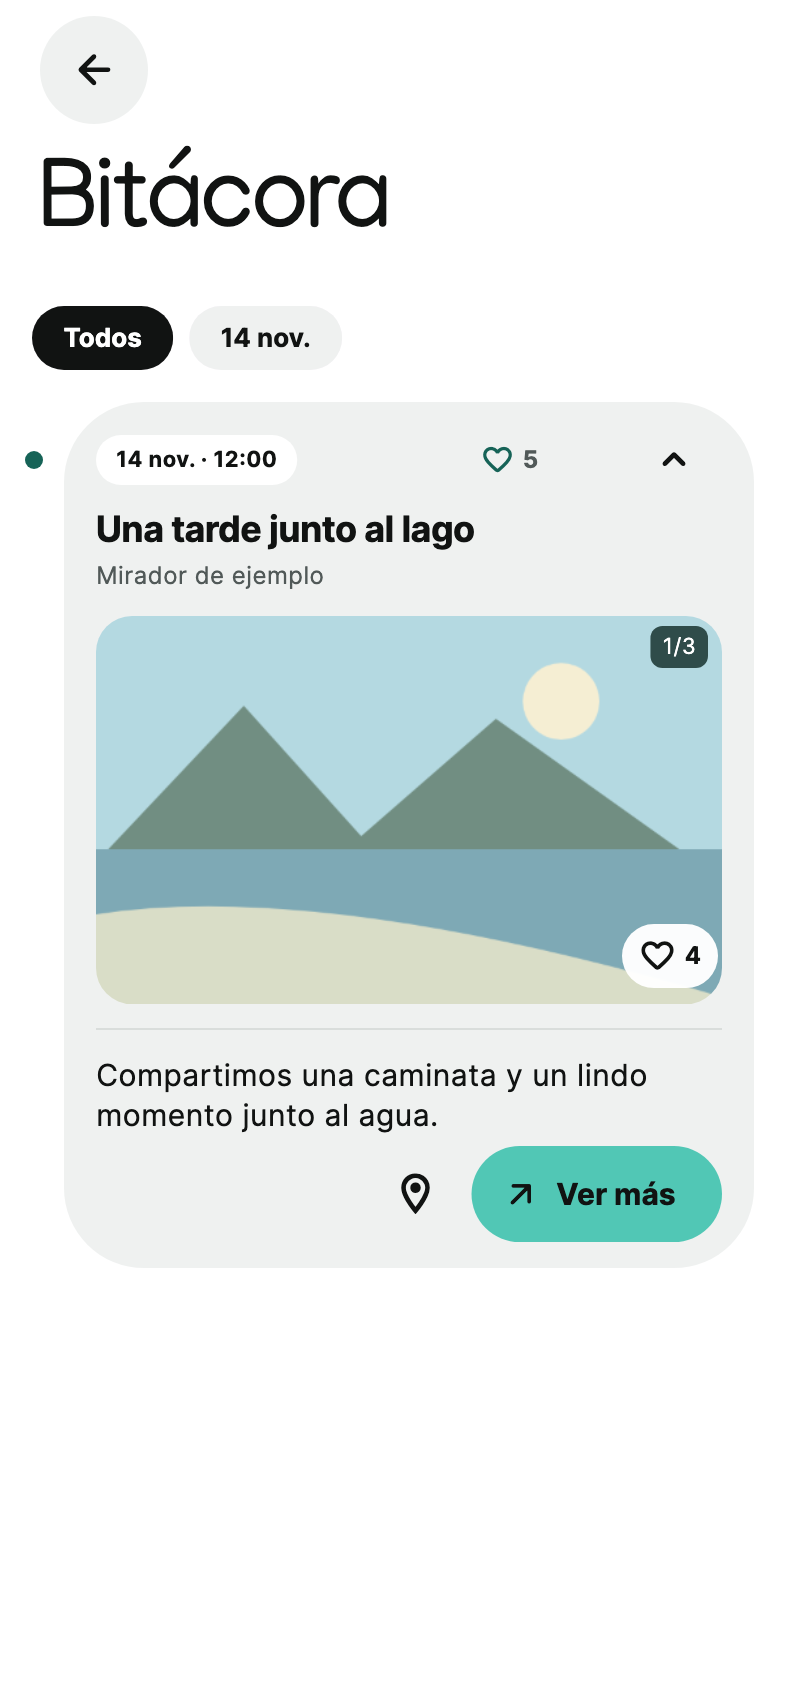 Bitácora
Todos
14 nov.
14 nov. · 12:00
5
Una tarde junto al lago
Mirador de ejemplo
1/3
4
Compartimos una caminata y un lindo
momento junto al agua.
Ver más